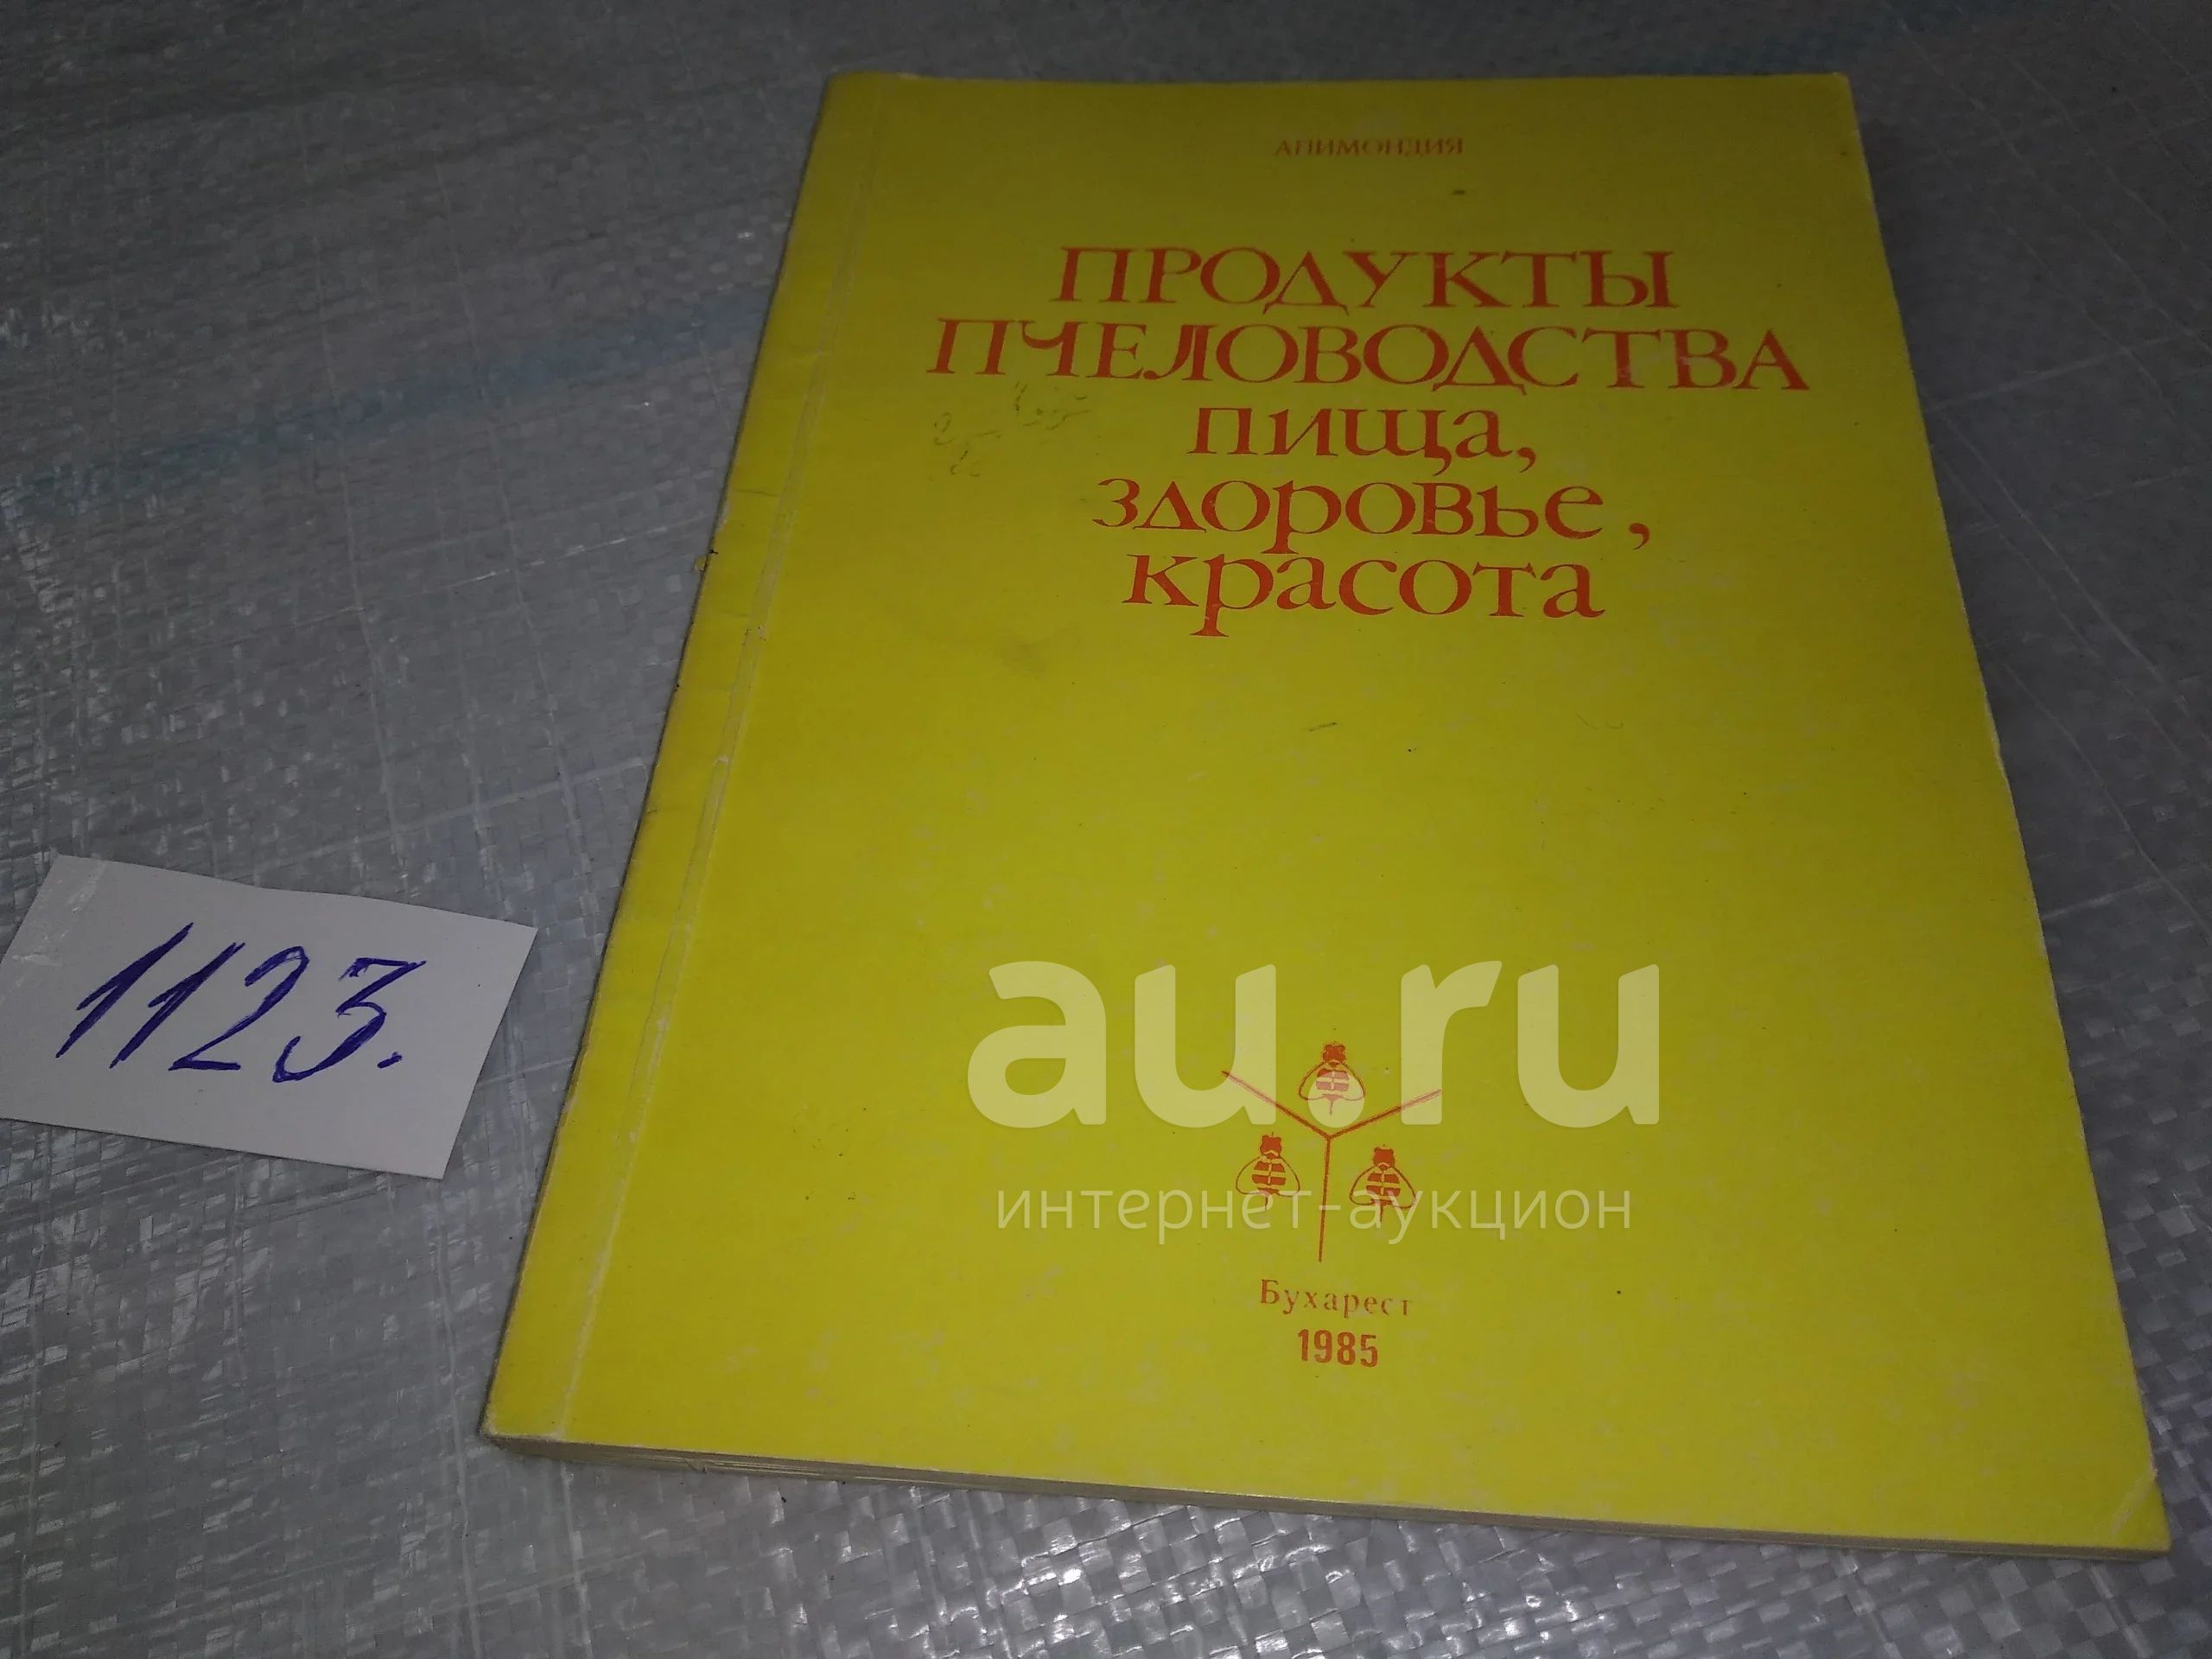 АПИМОНДИЯ
ПРОДУКТЫ
ПЧЕЛОВОДСТВА
пища,
здоровье,
красота
1123.
au.ru
интернет-аукцион
Бухарест
1985